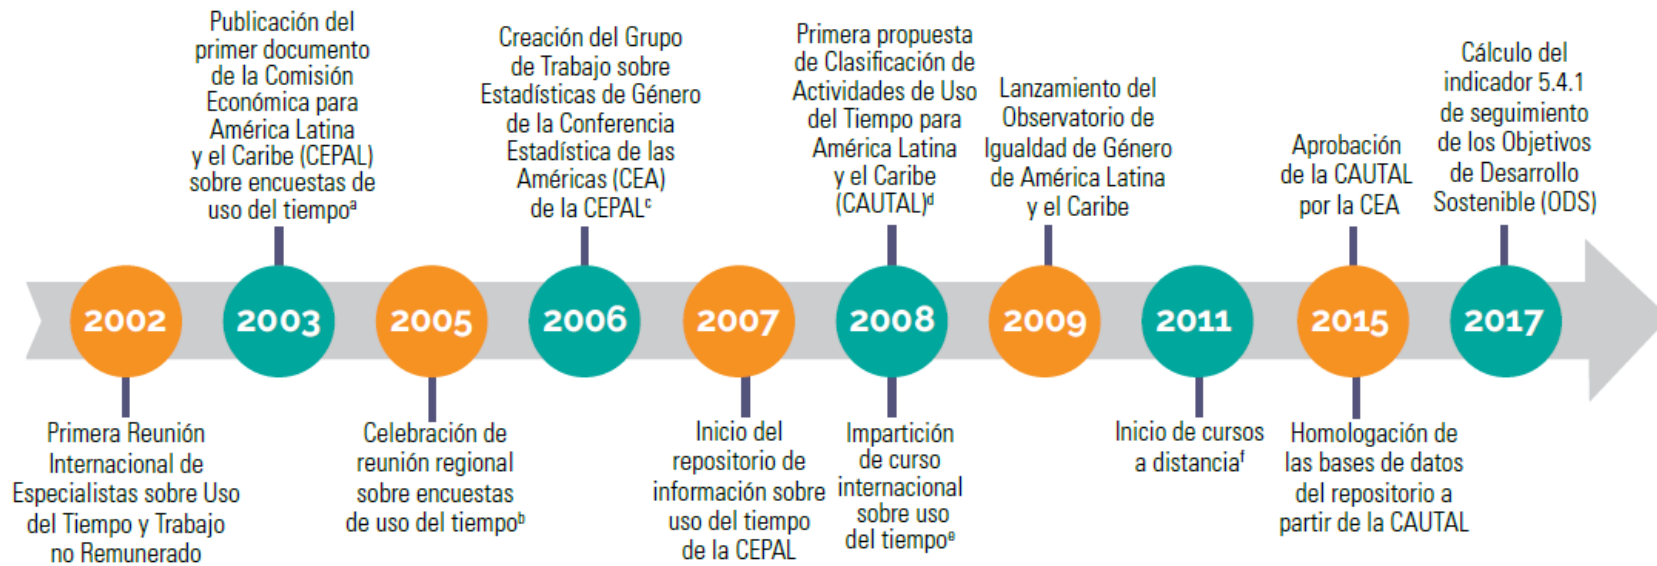 Publicación del
primer documento
de la Comisión
Económica para
América Latina
y el Caribe (CEPAL)
sobre encuestas de
uso del tiempoᵃ
Creación del Grupo
de Trabajo sobre
Estadísticas de Género
de la Conferencia
Estadística de las
Américas (CEA)
de la CEPALᶜ
Primera propuesta
de Clasificación de
Actividades de Uso
del Tiempo para
América Latina
y el Caribe
(CAUTAL)ᵈ
Lanzamiento del
Observatorio de
Igualdad de Género
de América Latina
y el Caribe
Aprobación
de la CAUTAL
por la CEA
Cálculo del
indicador 5.4.1
de seguimiento
de los Objetivos
de Desarrollo
Sostenible (ODS)
2002
2003
2005
2006
2007
2008
2009
2011
2015
2017
Primera Reunión
Internacional de
Especialistas sobre Uso
del Tiempo y Trabajo
no Remunerado
Celebración de
reunión regional
sobre encuestas
de uso del tiempoᵇ
Inicio del
repositorio de
información sobre
uso del tiempo
de la CEPAL
Impartición
de curso
internacional
sobre uso
del tiempoᵉ
Inicio de cursos
a distanciaᶠ
Homologación de
las bases de datos
del repositorio a
partir de la CAUTAL